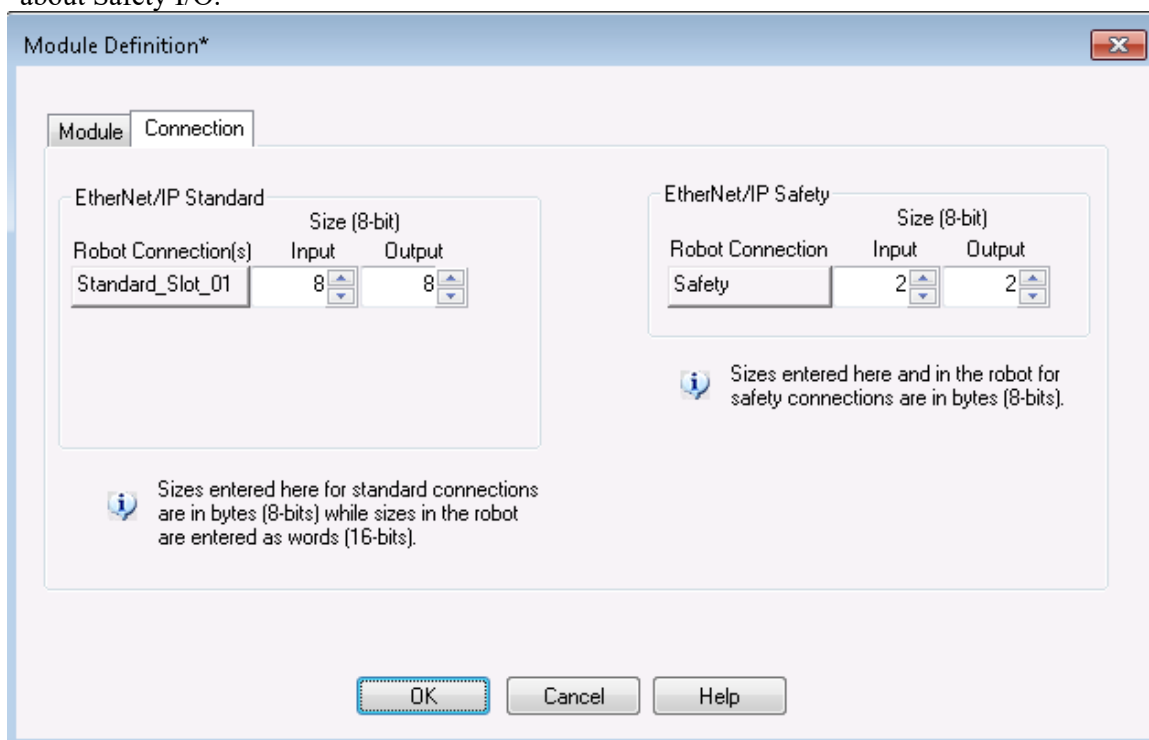 about Safety I/O.
Module Definition*
Module Connection
EtherNet/IP Standard
Size (8-bit)
Robot Connection(s) Input Output
Standard_Slot_01 8 8
EtherNet/IP Safety
Size (8-bit)
Robot Connection Input Output
Safety 2 2
Sizes entered here and in the robot for
safety connections are in bytes (8-bits).
Sizes entered here for standard connections
are in bytes (8-bits) while sizes in the robot
are entered as words (16-bits).
OK Cancel Help